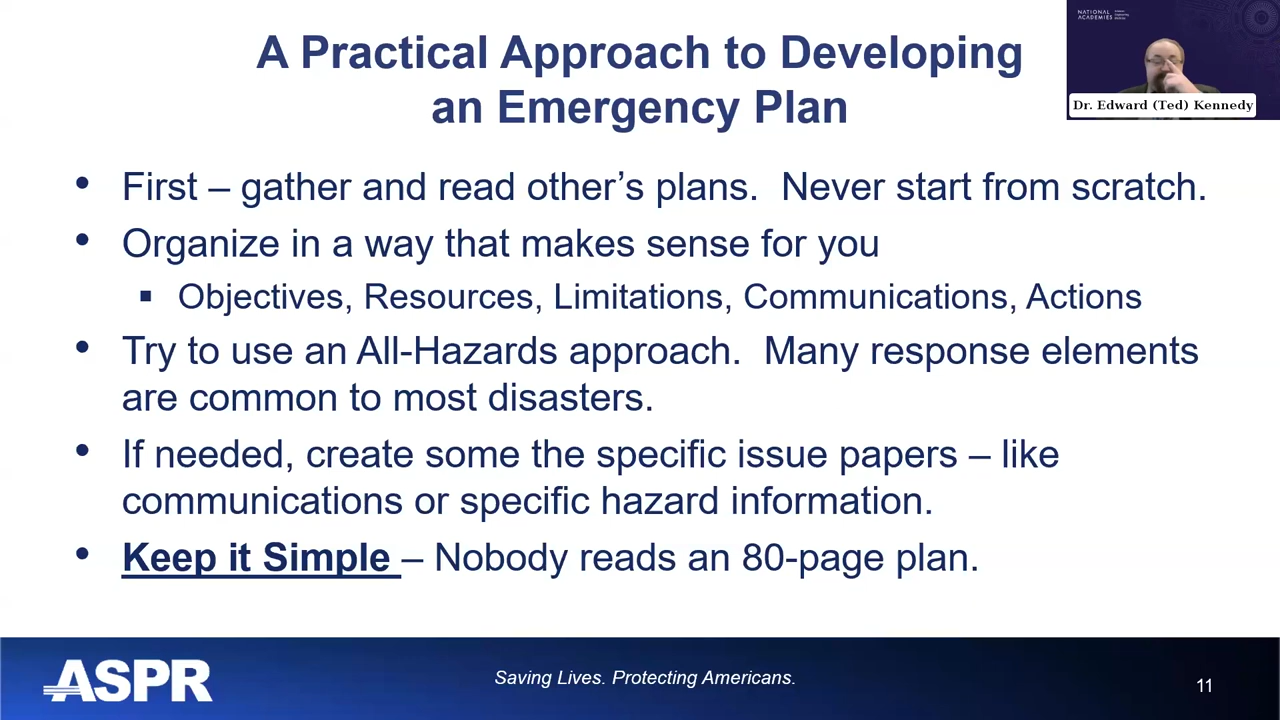 A Practical Approach to Developing
an Emergency Plan
NATIONAL
ACADEMIES
Dr. Edward (Ted) Kennedy
• First – gather and read other’s plans.  Never start from scratch.
• Organize in a way that makes sense for you
▪ Objectives, Resources, Limitations, Communications, Actions
• Try to use an All-Hazards approach.  Many response elements
are common to most disasters.
• If needed, create some the specific issue papers – like
communications or specific hazard information.
• Keep it Simple – Nobody reads an 80-page plan.
ASPR
Saving Lives. Protecting Americans.
11